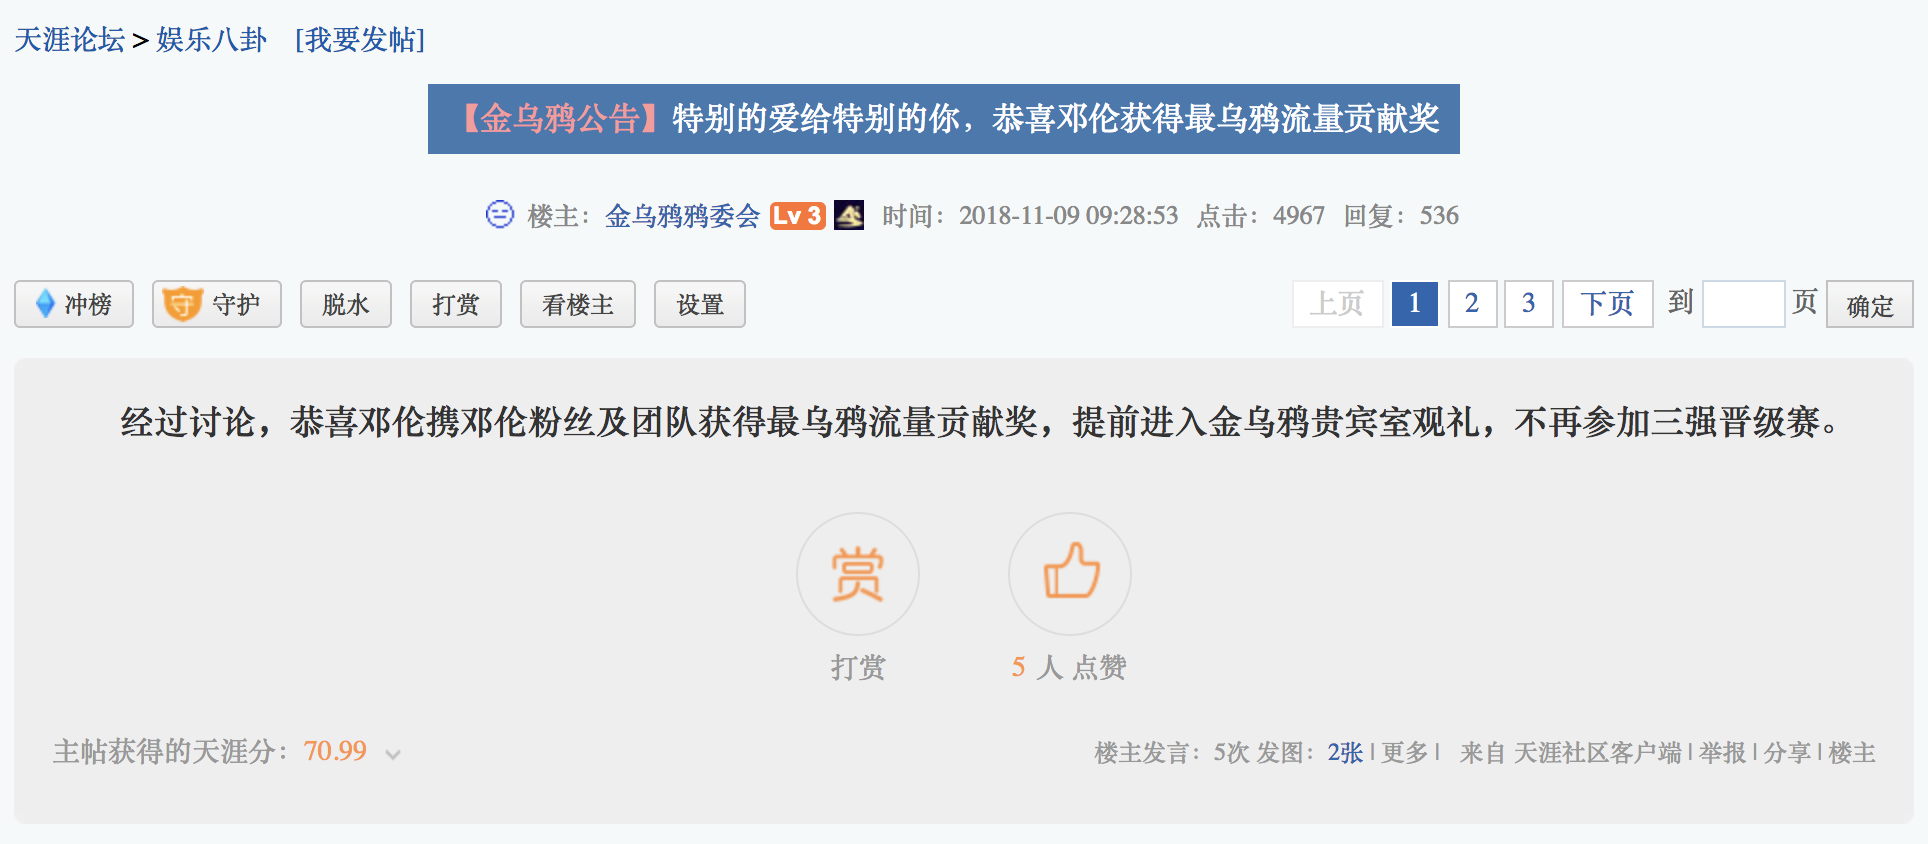 天涯论坛 > 娱乐八卦 [我要发帖]
【金乌鸦公告】特别的爱给特别的你，恭喜邓伦获得最乌鸦流量贡献奖
楼主：金乌鸦鸦委会 Lv 3 时间：2018-11-09 09:28:53 点击：4967 回复：536
冲榜 守 守护 脱水 打赏 看楼主 设置 上页 1 2 3 下页 到 页 确定
经过讨论，恭喜邓伦携邓伦粉丝及团队获得最乌鸦流量贡献奖，提前进入金乌鸦贵宾室观礼，不再参加三强晋级赛。
赏
打赏 5 人 点赞
主帖获得的天涯分：70.99 楼主发言：5次 发图：2张 | 更多 | 来自 天涯社区客户端 | 举报 | 分享 | 楼主